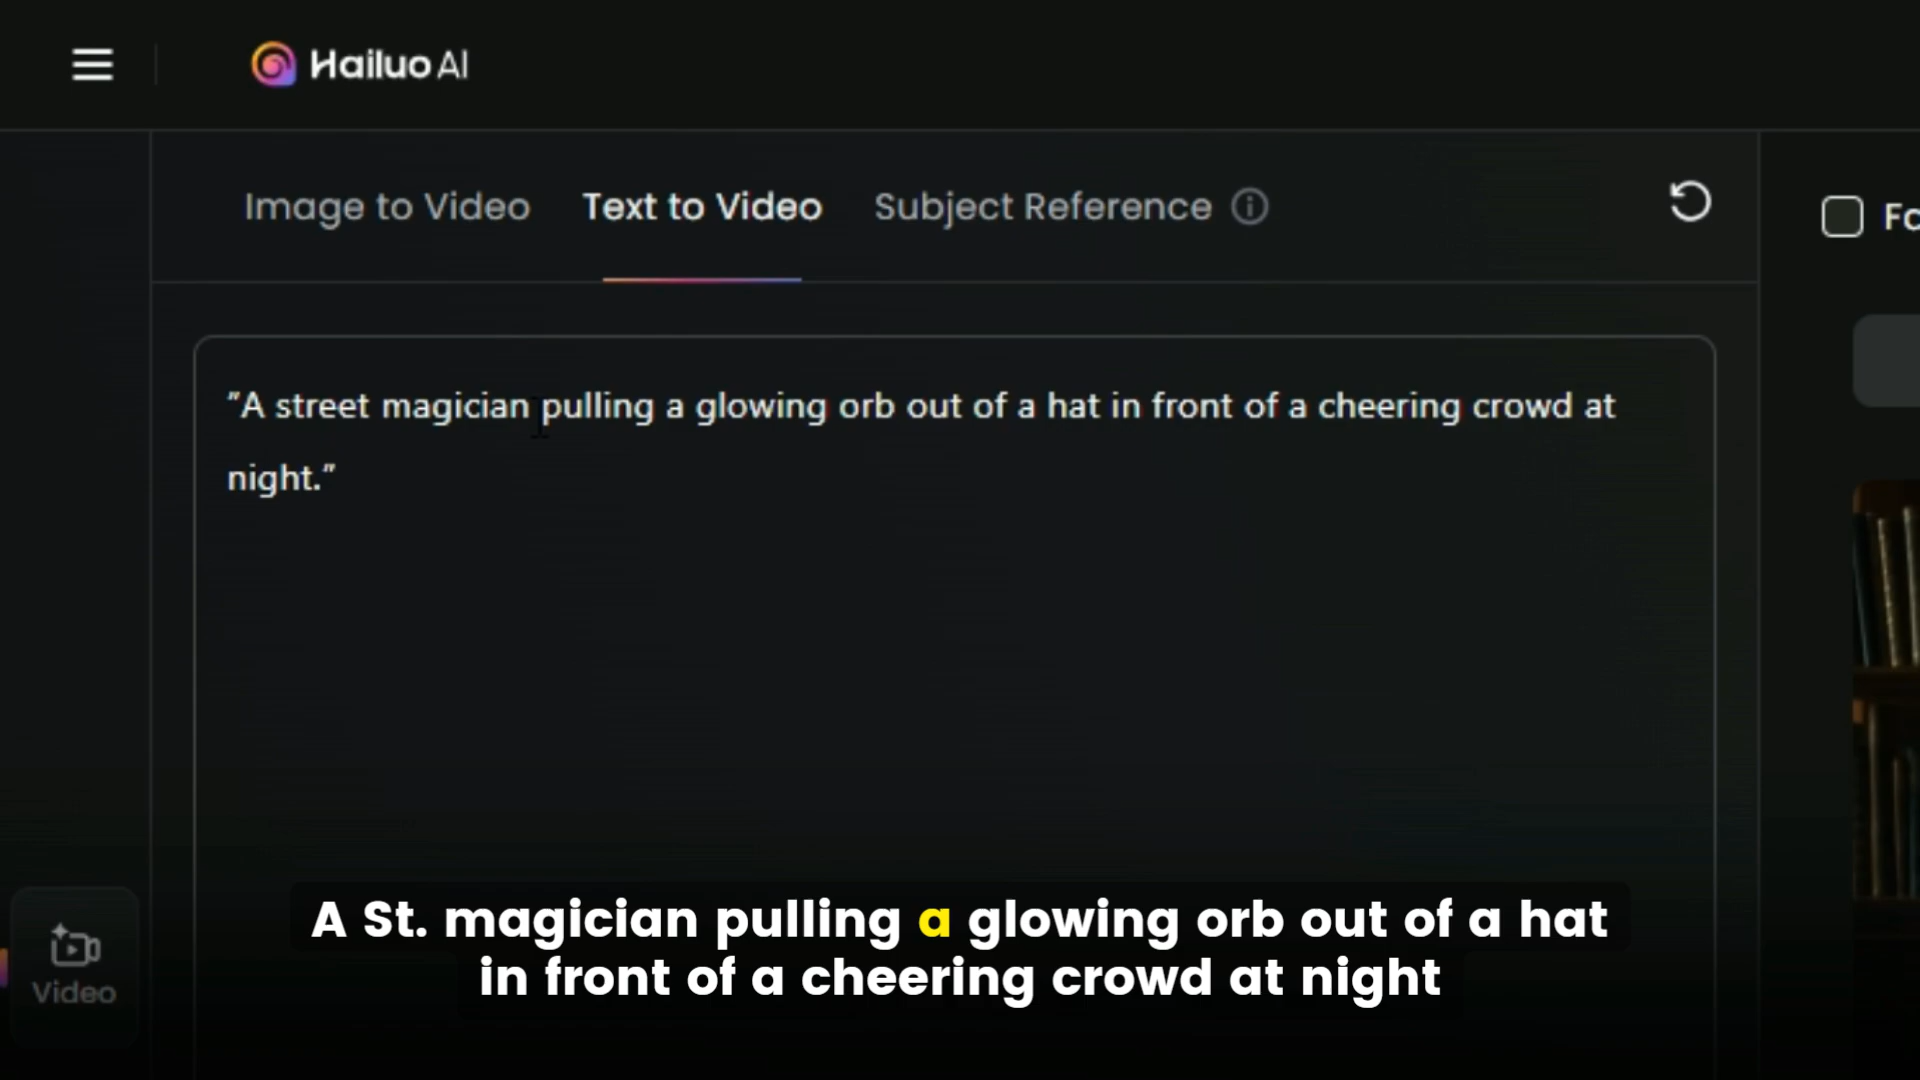 Hailuo AI
Image to Video Text to Video Subject Reference
"A street magician pulling a glowing orb out of a hat in front of a cheering crowd at
night."
Video
A St. magician pulling a glowing orb out of a hat
in front of a cheering crowd at night